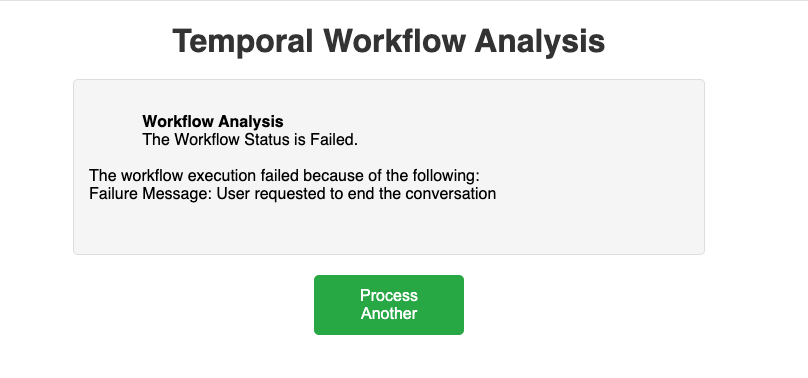 Temporal Workflow Analysis
Workflow Analysis
The Workflow Status is Failed.
The workflow execution failed because of the following:
Failure Message: User requested to end the conversation
Process
Another